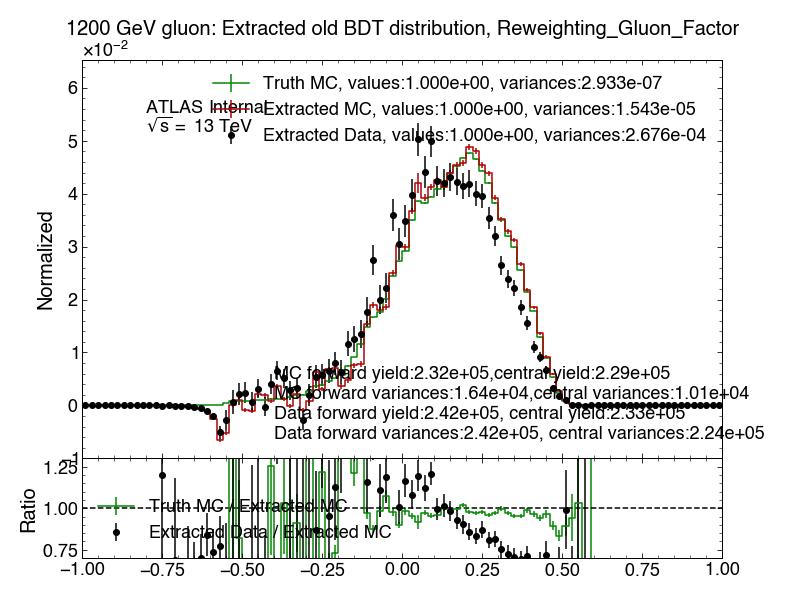 1200 GeV gluon: Extracted old BDT distribution, Reweighting_Gluon_Factor
×10⁻²
Truth MC, values:1.000e+00, variances:2.933e-07
ATLAS Internal
Extracted MC, values:1.000e+00, variances:1.543e-05
√s = 13 TeV
Extracted Data, values:1.000e+00, variances:2.676e-04
6
5
4
3
2
1
0
−1
Normalized
MC forward yield:2.32e+05,central yield:2.29e+05
MC forward variances:1.64e+04,central variances:1.01e+04
Data forward yield:2.42e+05, central yield:2.33e+05
Data forward variances:2.42e+05, central variances:2.24e+05
1.25
1.00
0.75
Ratio
Truth MC / Extracted MC
Extracted Data / Extracted MC
−1.00 −0.75 −0.50 −0.25 0.00 0.25 0.50 0.75 1.00